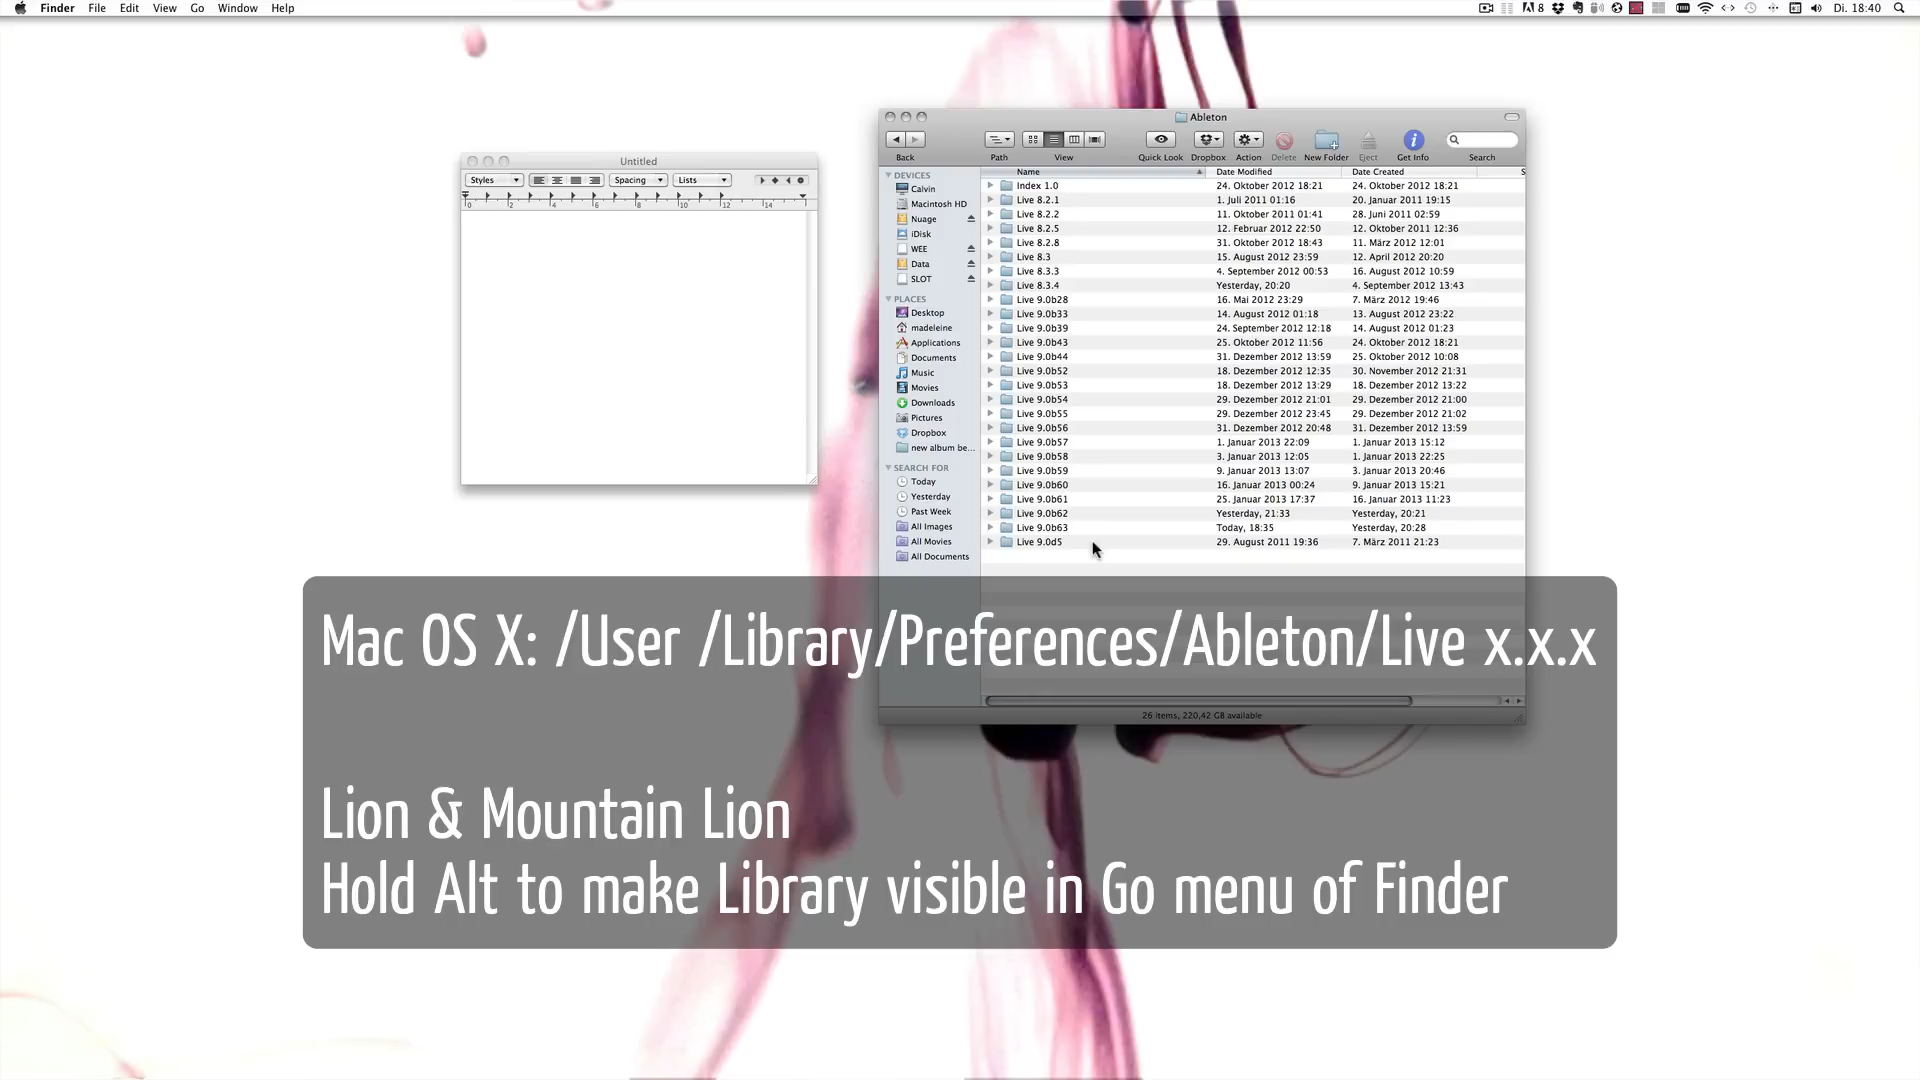 Finder File Edit View Go Window Help
8 Di. 18:40
Untitled
Styles Spacing Lists
0 2 4 6 8 10 12 14
Ableton
Back Path View Quick Look Dropbox Action Delete New Folder Eject Get Info Search
Name Date Modified Date Created S
DEVICES
Calvin
Macintosh HD
Nuage
iDisk
WEE
Data
SLOT
PLACES
Desktop
madeleine
Applications
Documents
Music
Movies
Downloads
Pictures
Dropbox
new album be...
SEARCH FOR
Today
Yesterday
Past Week
All Images
All Movies
All Documents
Index 1.0 24. Oktober 2012 18:21 24. Oktober 2012 18:21
Live 8.2.1 1. Juli 2011 01:16 20. Januar 2011 19:15
Live 8.2.2 11. Oktober 2011 01:41 28. Juni 2011 02:59
Live 8.2.5 12. Februar 2012 22:50 12. Oktober 2011 12:36
Live 8.2.8 31. Oktober 2012 18:43 11. März 2012 12:01
Live 8.3 15. August 2012 23:59 12. April 2012 20:20
Live 8.3.3 4. September 2012 00:53 16. August 2012 10:59
Live 8.3.4 Yesterday, 20:20 4. September 2012 13:43
Live 9.0b28 16. Mai 2012 23:29 7. März 2012 19:46
Live 9.0b33 14. August 2012 01:18 13. August 2012 23:22
Live 9.0b39 24. September 2012 12:18 14. August 2012 01:23
Live 9.0b43 25. Oktober 2012 11:56 24. Oktober 2012 18:21
Live 9.0b44 31. Dezember 2012 13:59 25. Oktober 2012 10:08
Live 9.0b52 18. Dezember 2012 12:35 30. November 2012 21:31
Live 9.0b53 18. Dezember 2012 13:29 18. Dezember 2012 13:22
Live 9.0b54 29. Dezember 2012 21:01 29. Dezember 2012 21:00
Live 9.0b55 29. Dezember 2012 23:45 29. Dezember 2012 21:02
Live 9.0b56 31. Dezember 2012 20:48 31. Dezember 2012 13:59
Live 9.0b57 1. Januar 2013 22:09 1. Januar 2013 15:12
Live 9.0b58 3. Januar 2013 12:05 1. Januar 2013 22:25
Live 9.0b59 9. Januar 2013 13:07 3. Januar 2013 20:46
Live 9.0b60 16. Januar 2013 00:24 9. Januar 2013 15:21
Live 9.0b61 25. Januar 2013 17:37 16. Januar 2013 11:23
Live 9.0b62 Yesterday, 21:33 Yesterday, 20:21
Live 9.0b63 Today, 18:35 Yesterday, 20:28
Live 9.0d5 29. August 2011 19:36 7. März 2011 21:23
26 items, 220,42 GB available
Mac OS X: /User /Library/Preferences/Ableton/Live x.x.x
Lion & Mountain Lion
Hold Alt to make Library visible in Go menu of Finder